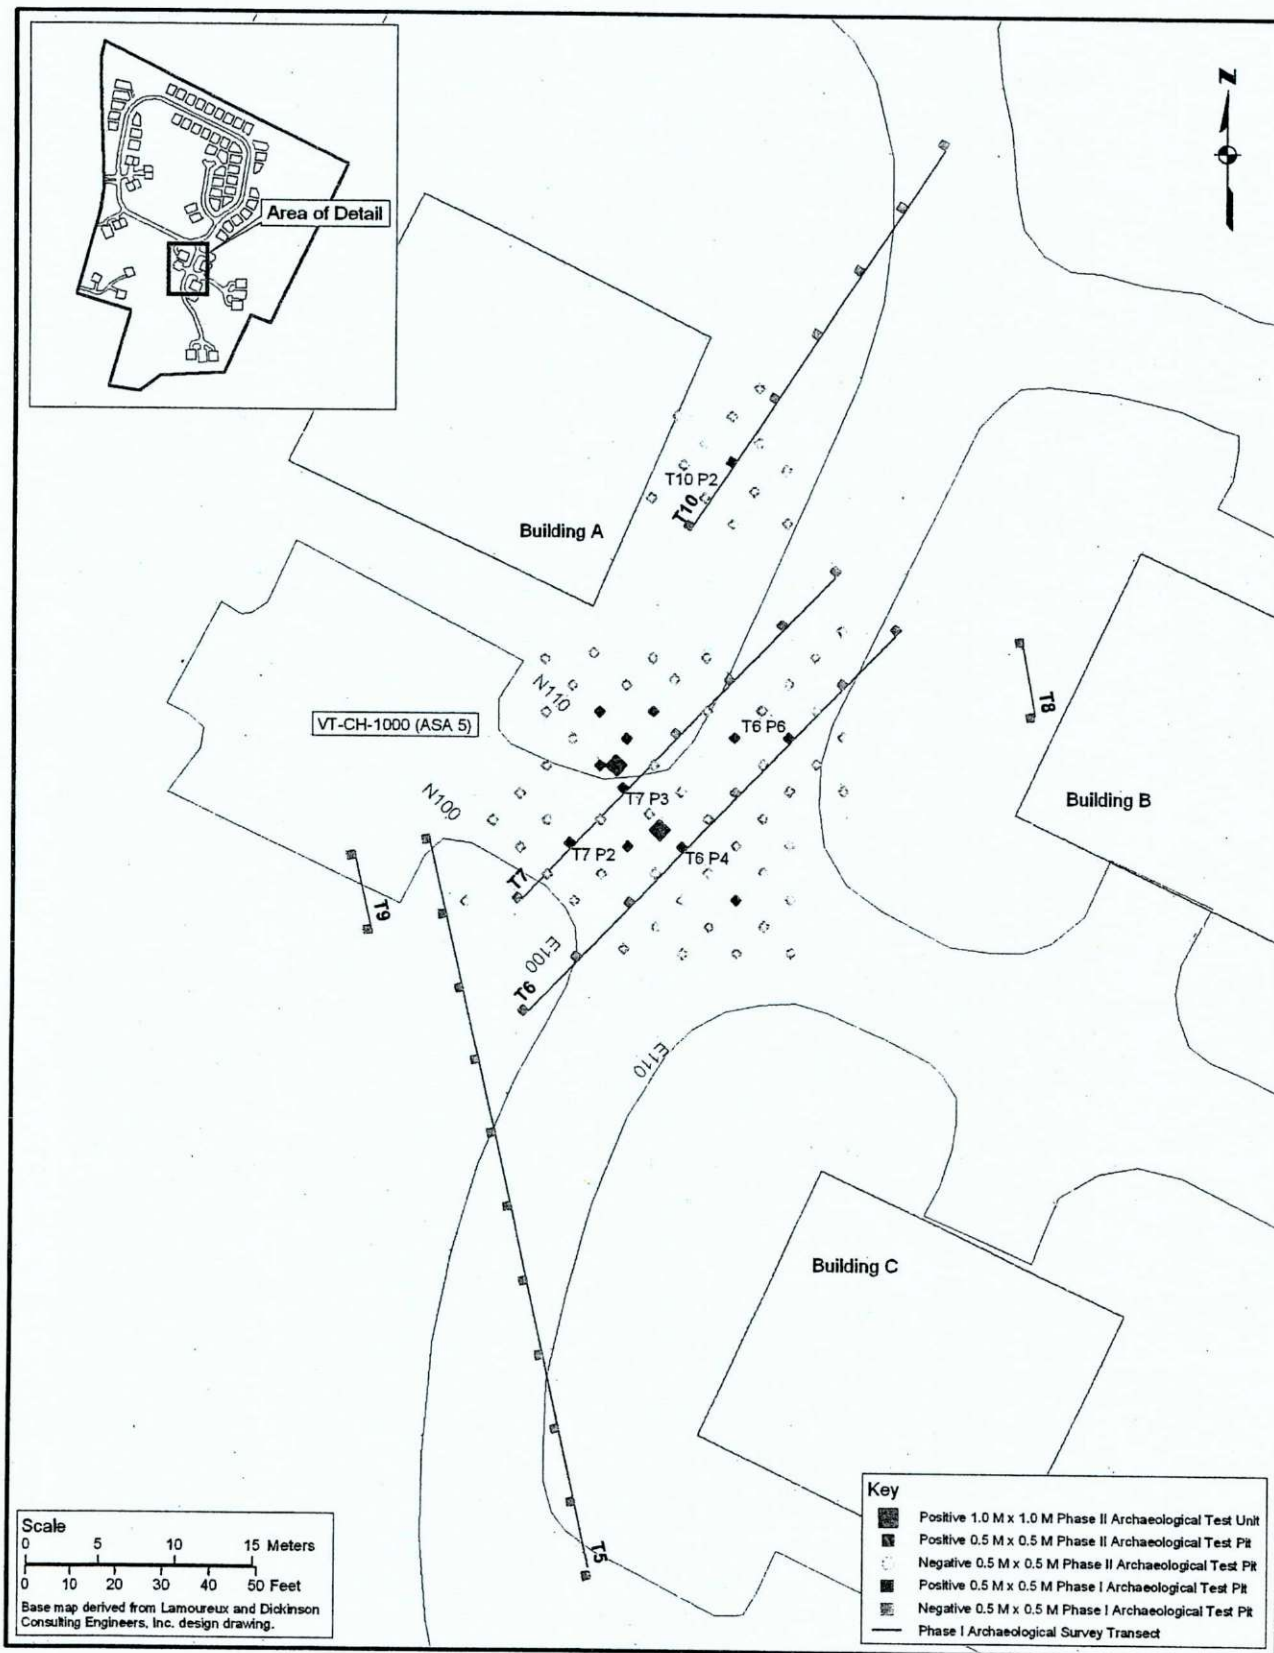 Area of Detail
N
T10 P2
T10
Building A
N110
VT-CH-1000 (ASA 5)
T6 P6
T8
N100
T7 P3
Building B
T7 P2
T6 P4
T7
T9
E100
T6
E110
Building C
T5
Scale
0 5 10 15 Meters
0 10 20 30 40 50 Feet
Base map derived from Lamoureux and Dickinson
Consulting Engineers, Inc. design drawing.
Key
Positive 1.0 M x 1.0 M Phase II Archaeological Test Unit
Positive 0.5 M x 0.5 M Phase II Archaeological Test Pit
Negative 0.5 M x 0.5 M Phase II Archaeological Test Pit
Positive 0.5 M x 0.5 M Phase I Archaeological Test Pit
Negative 0.5 M x 0.5 M Phase I Archaeological Test Pit
Phase I Archaeological Survey Transect